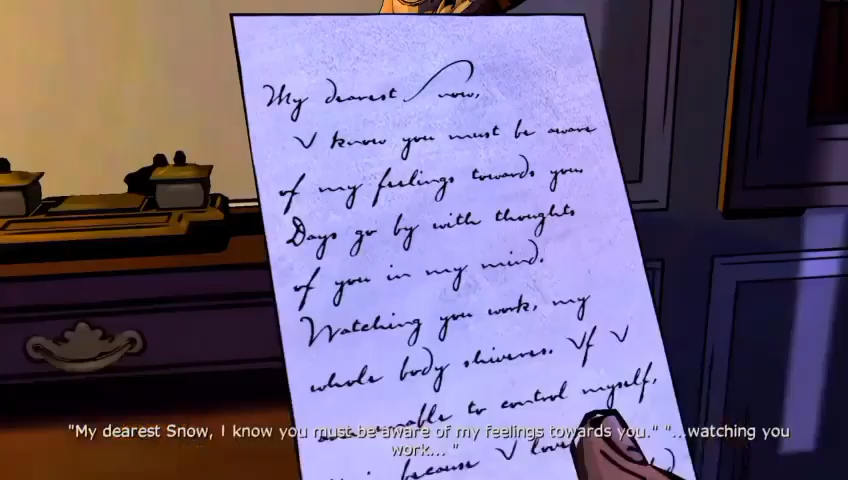 My dearest Snow,
I know you must be aware
of my feelings towards you.
Days go by with thoughts
of you in my mind.
Watching you work, my
whole body shiveres. If I
unable to control myself,
because I love
"My dearest Snow, I know you must be aware of my feelings towards you." "...watching you
work... "